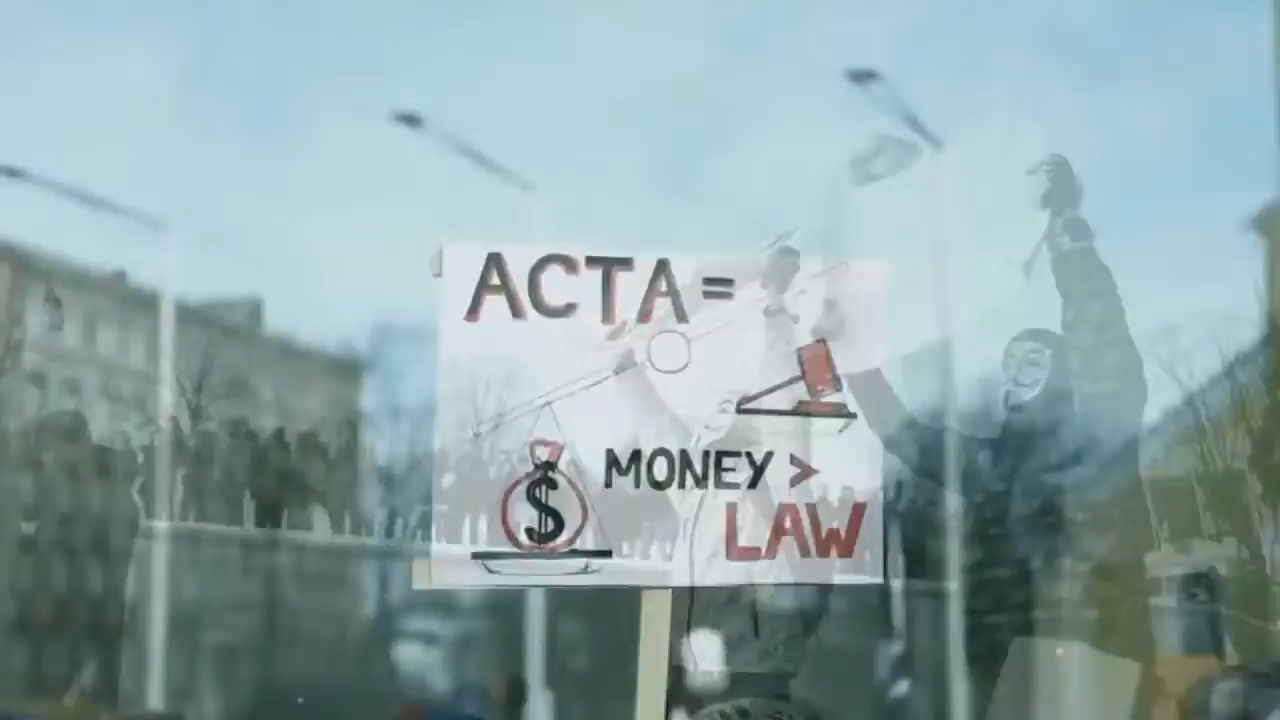 ACTA =
MONEY >
LAW
$